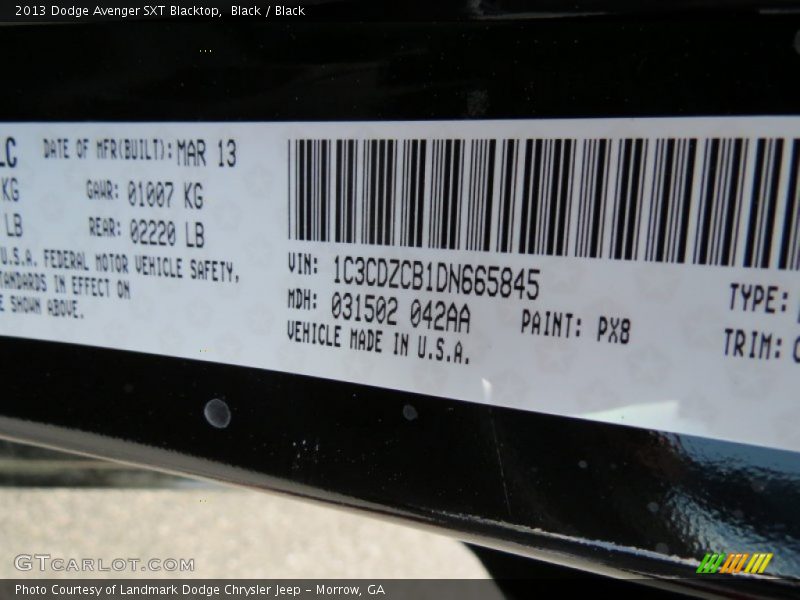 2013 Dodge Avenger SXT Blacktop, Black / Black
LC DATE OF MFR(BUILT): MAR 13
KG GAWR: 01007 KG
LB REAR: 02220 LB
U.S.A. FEDERAL MOTOR VEHICLE SAFETY,
STANDARDS IN EFFECT ON
SHOWN ABOVE.
VIN: 1C3CDZCB1DN665845
MDH: 031502 042AA
PAINT: PX8
TYPE:
VEHICLE MADE IN U.S.A.
TRIM:
GTCARLOT.COM
Photo Courtesy of Landmark Dodge Chrysler Jeep – Morrow, GA